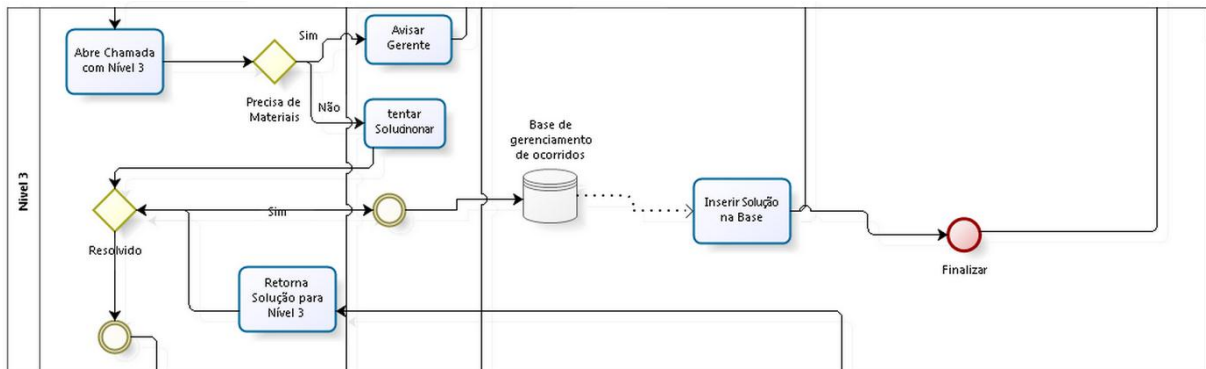 Nível 3
Abre Chamada
com Nível 3
Precisa de
Materiais
Sim
Não
Avisar
Gerente
tentar
Soludnonar
Resolvido
Sim
Retorna
Solução para
Nível 3
Base de
gerenciamento
de ocorridos
Inserir Solução
na Base
Finalizar